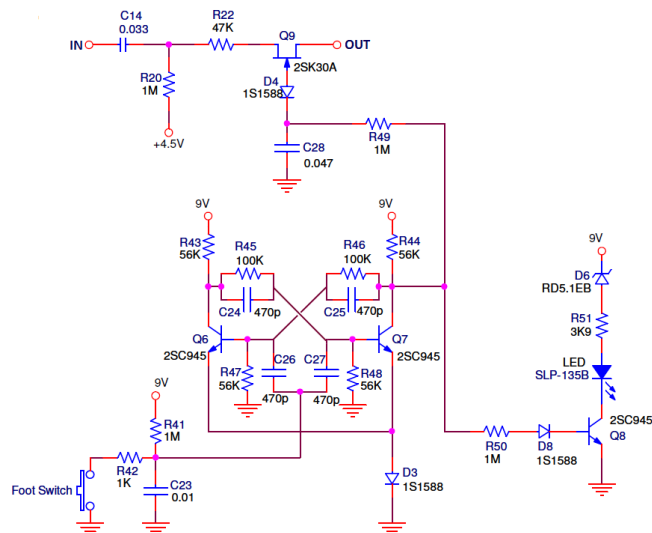 C14
0.033
R22
47K
IN
Q9
OUT
2SK30A
R20
1M
D4
1S1588
+4.5V
C28
0.047
R49
1M
9V
9V
9V
R43
56K
R45
100K
R46
100K
R44
56K
D6
RD5.1EB
C24
470p
C25
470p
R51
3K9
Q6
2SC945
Q7
2SC945
LED
SLP-135B
R47
56K
C26
470p
C27
470p
R48
56K
9V
R41
1M
2SC945
Q8
R50
1M
D8
1S1588
R42
1K
C23
0.01
D3
1S1588
Foot Switch